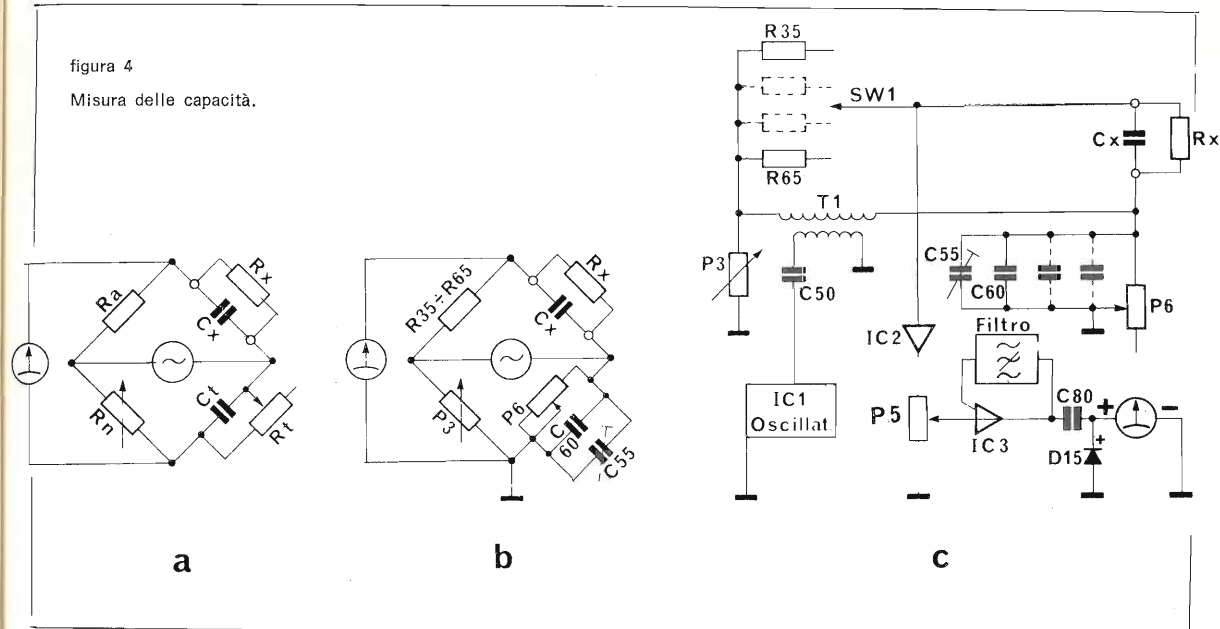 figura 4
Misura delle capacità.
Ra
Rx
Cx
Rn
Ct
Rt
a
R35÷R65
Rx
Cx
P3
P6
C60
C55
b
R35
SW1
R65
Cx
Rx
T1
P3
C50
C55
C60
P6
IC2
Filtro
IC1
Oscillat.
P5
IC3
C80
+
-
D15
+
c